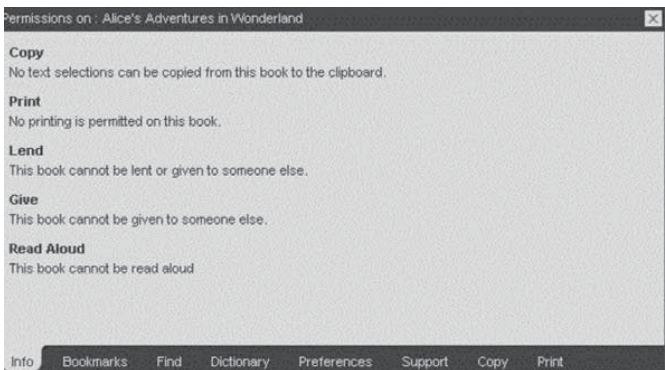 Permissions on : Alice's Adventures in Wonderland
Copy
No text selections can be copied from this book to the clipboard.
Print
No printing is permitted on this book.
Lend
This book cannot be lent or given to someone else.
Give
This book cannot be given to someone else.
Read Aloud
This book cannot be read aloud
Info Bookmarks Find Dictionary Preferences Support Copy Print